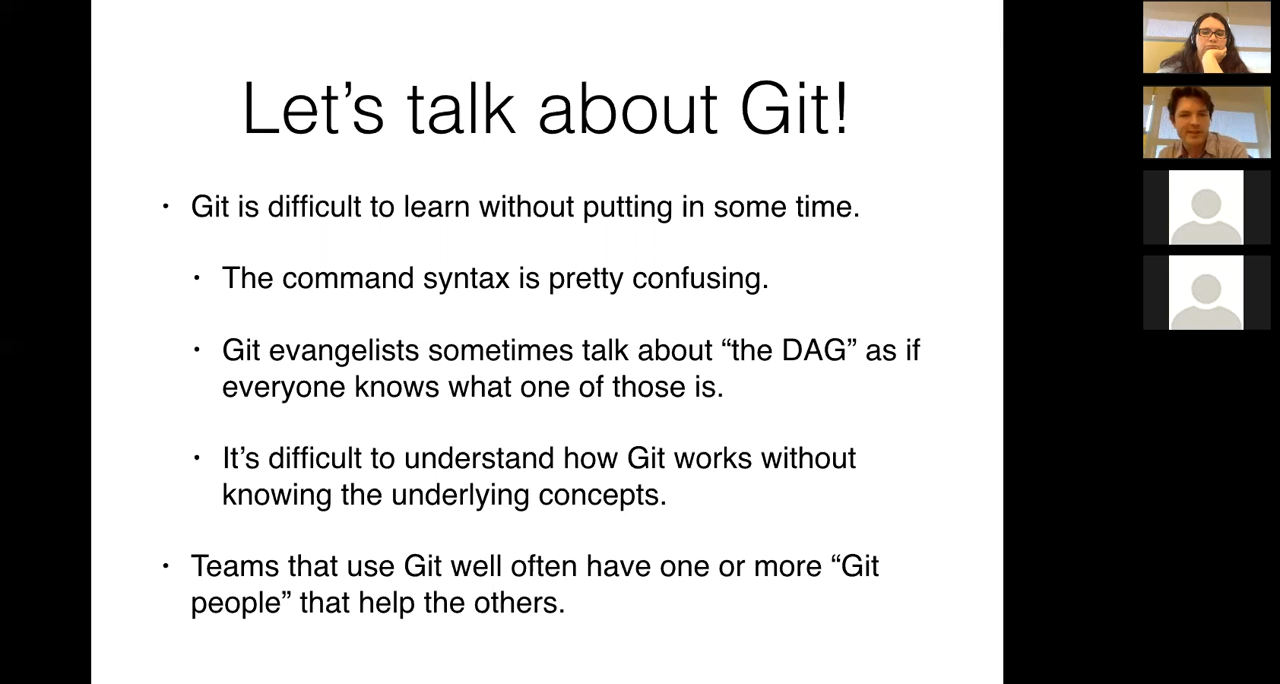 Let’s talk about Git!
• Git is difficult to learn without putting in some time.
• The command syntax is pretty confusing.
• Git evangelists sometimes talk about “the DAG” as if
everyone knows what one of those is.
• It’s difficult to understand how Git works without
knowing the underlying concepts.
• Teams that use Git well often have one or more “Git
people” that help the others.